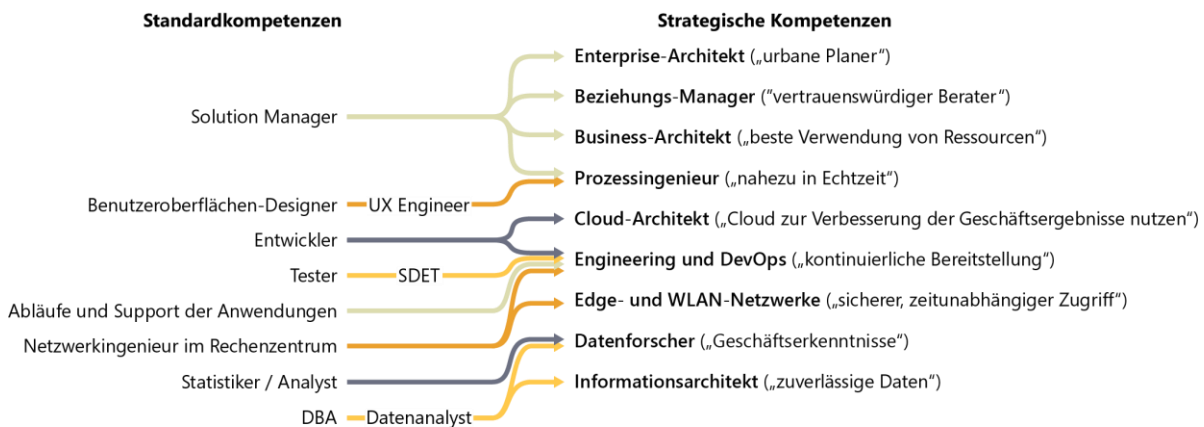 Standardkompetenzen
Strategische Kompetenzen
Solution Manager
Enterprise-Architekt („urbane Planer“)
Beziehungs-Manager (“vertrauenswürdiger Berater“)
Business-Architekt („beste Verwendung von Ressourcen“)
Prozessingenieur („nahezu in Echtzeit“)
Benutzeroberflächen-Designer UX Engineer
Cloud-Architekt („Cloud zur Verbesserung der Geschäftsergebnisse nutzen“)
Entwickler
Engineering und DevOps („kontinuierliche Bereitstellung“)
Tester SDET
Edge- und WLAN-Netzwerke („sicherer, zeitunabhängiger Zugriff“)
Abläufe und Support der Anwendungen
Datenforscher („Geschäftserkenntnisse“)
Netzwerkingenieur im Rechenzentrum
Informationsarchitekt („zuverlässige Daten“)
Statistiker / Analyst
DBA Datenanalyst